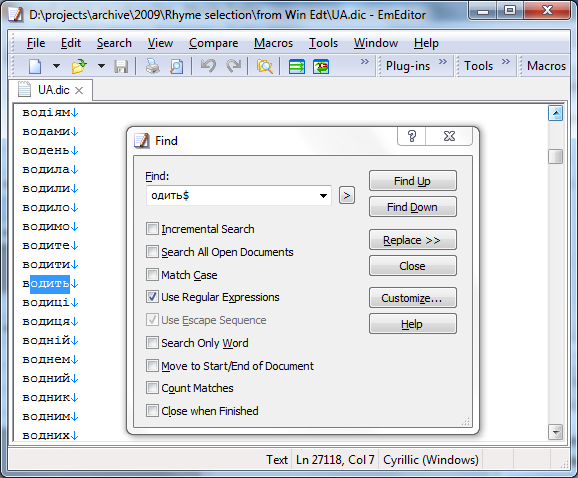 D:\projects\archive\2009\Rhyme selection\from Win Edt\UA.dic - EmEditor
File Edit Search View Compare Macros Tools Window Help
Plug-ins Tools Macros
UA.dic
водіям↓
водами↓
водень↓
водила↓
водили↓
водило↓
водимо↓
водите↓
водити↓
водить↓
водиці↓
водиця↓
водній↓
воднем↓
водний↓
водник↓
водним↓
водних↓
Find
Find:
одить$
>
Incremental Search
Search All Open Documents
Match Case
Use Regular Expressions
Use Escape Sequence
Search Only Word
Move to Start/End of Document
Count Matches
Close when Finished
Find Up
Find Down
Replace >>
Close
Customize...
Help
Text Ln 27118, Col 7 Cyrillic (Windows)